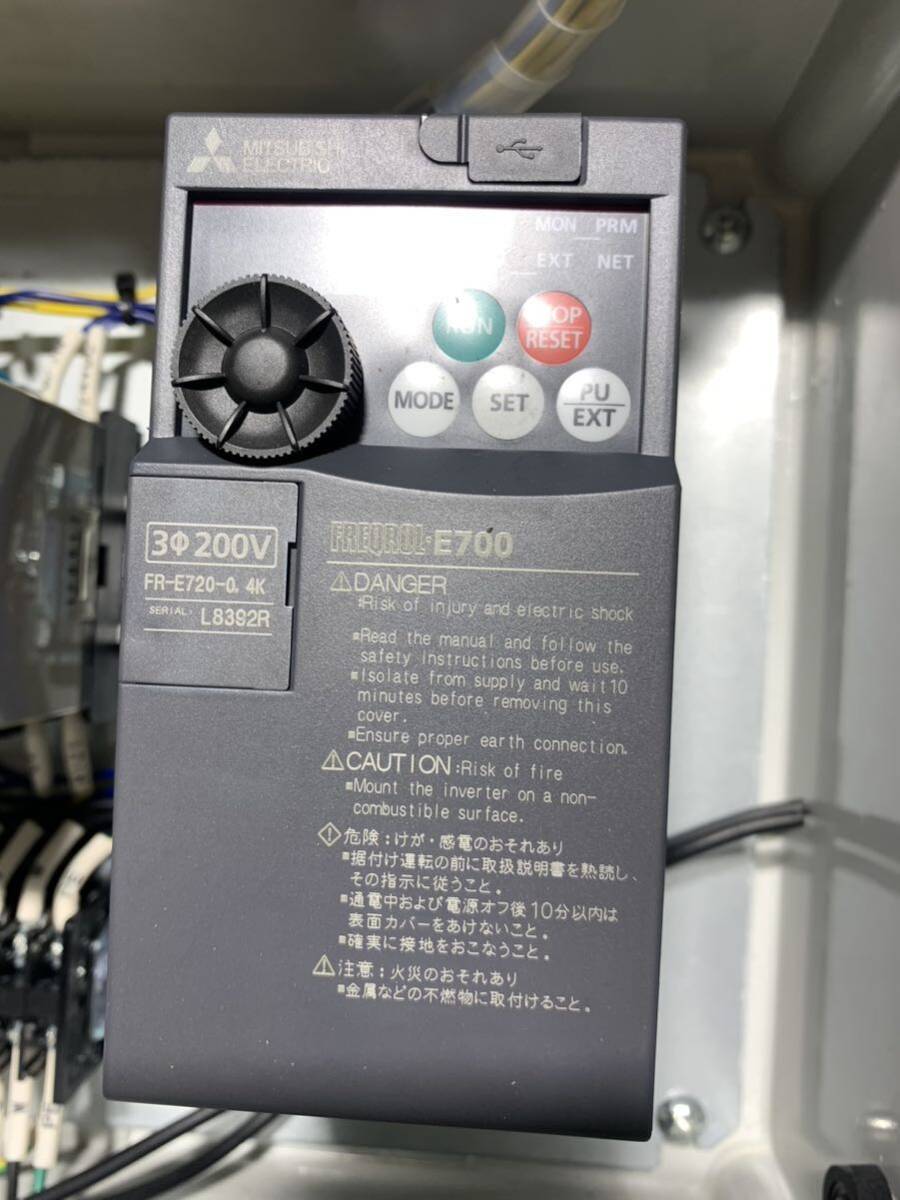 MITSUBISHI
ELECTRIC
MON PRM
EXT NET
RUN
STOP
RESET
MODE
SET
PU
EXT
3Φ200V
FR-E720-0.4K
SERIAL: L8392R
FREQROL-E700
⚠DANGER
:Risk of injury and electric shock
■Read the manual and follow the
safety instructions before use.
■Isolate from supply and wait 10
minutes before removing this
cover.
■Ensure proper earth connection.
⚠CAUTION:Risk of fire
■Mount the inverter on a non-
combustible surface.
危険:けが・感電のおそれあり
■据付け運転の前に取扱説明書を熟読し、
その指示に従うこと。
■通電中および電源オフ後10分以内は
表面カバーをあけないこと。
■確実に接地をおこなうこと。
⚠注意:火災のおそれあり
■金属などの不燃物に取付けること。